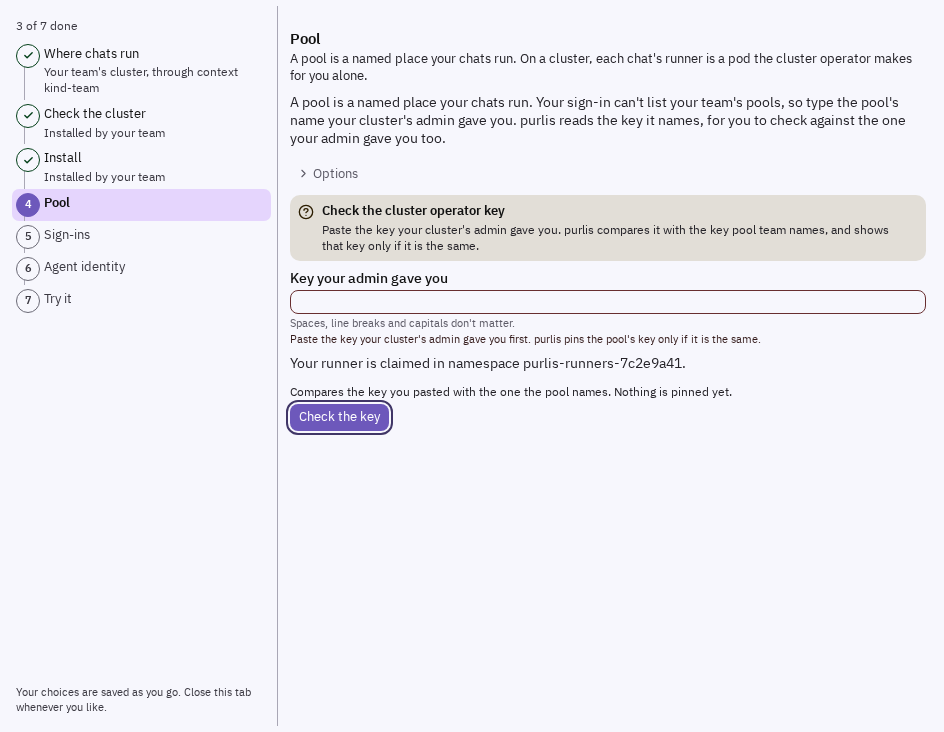 3 of 7 done
Where chats run
Your team's cluster, through context
kind-team
Check the cluster
Installed by your team
Install
Installed by your team
4
Pool
5
Sign-ins
6
Agent identity
7
Try it
Your choices are saved as you go. Close this tab
whenever you like.
Pool
A pool is a named place your chats run. On a cluster, each chat's runner is a pod the cluster operator makes
for you alone.
A pool is a named place your chats run. Your sign-in can't list your team's pools, so type the pool's
name your cluster's admin gave you. purlis reads the key it names, for you to check against the one
your admin gave you too.
Options
Check the cluster operator key
Paste the key your cluster's admin gave you. purlis compares it with the key pool team names, and shows
that key only if it is the same.
Key your admin gave you
Spaces, line breaks and capitals don't matter.
Paste the key your cluster's admin gave you first. purlis pins the pool's key only if it is the same.
Your runner is claimed in namespace purlis-runners-7c2e9a41.
Compares the key you pasted with the one the pool names. Nothing is pinned yet.
Check the key